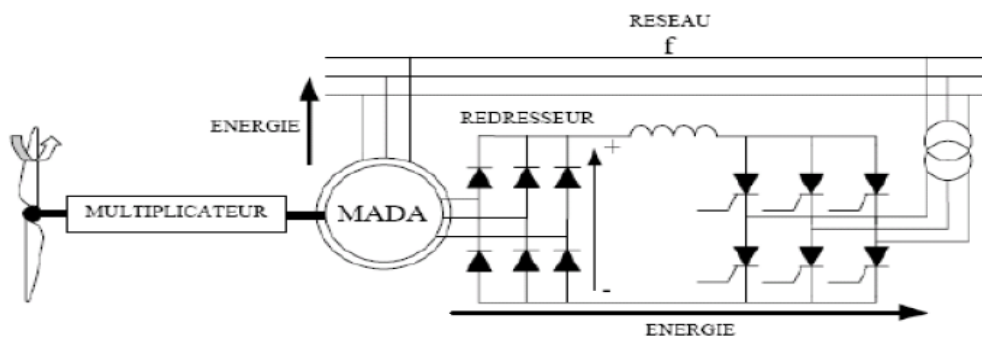 RESEAU
f
ENERGIE
REDRESSEUR
+
MULTIPLICATEUR
MADA
-
ENERGIE